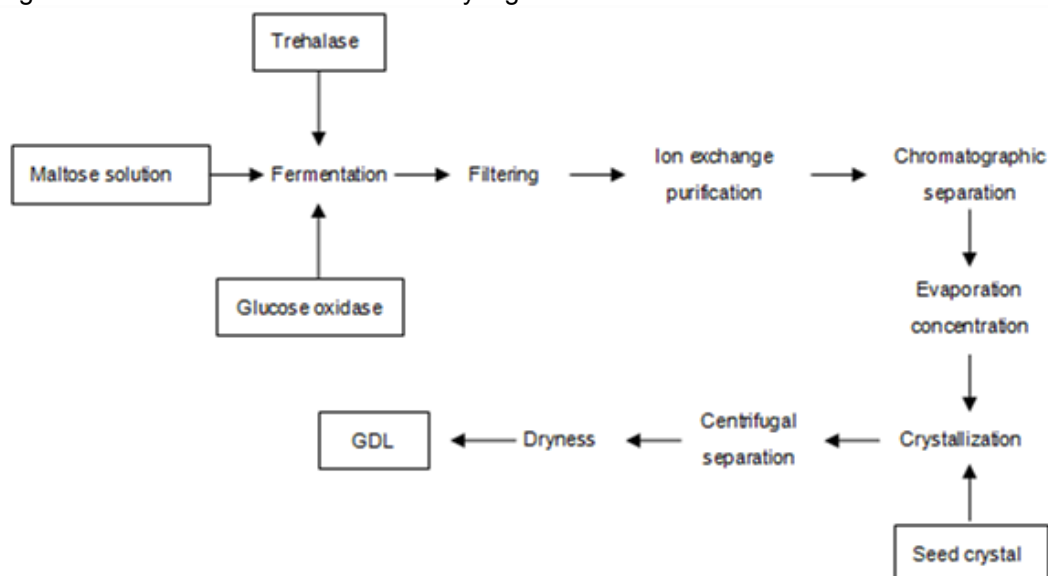 Trehalase
Maltose solution
Fermentation
Filtering
Ion exchange
purification
Chromatographic
separation
Glucose oxidase
Evaporation
concentration
GDL
Dryness
Centrifugal
separation
Crystallization
Seed crystal